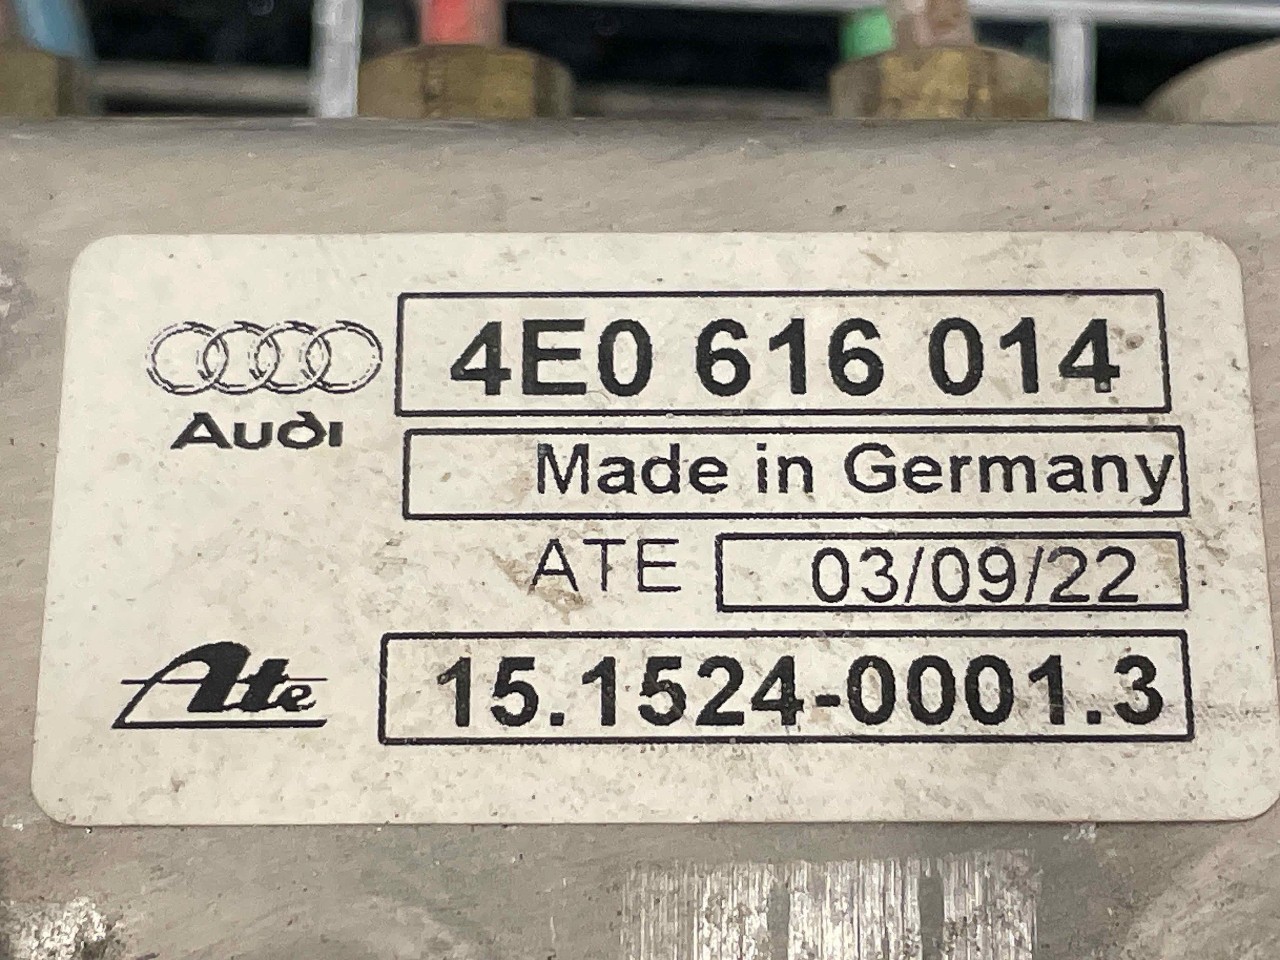 4E0 616 014
Audi
Made in Germany
ATE 03/09/22
Ate 15.1524-0001.3